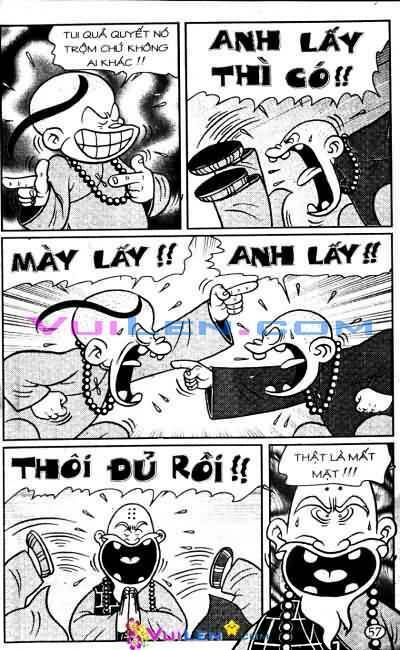 TUI QUẢ QUYẾT NÓ
TRỘM CHỨ KHÔNG
AI KHÁC !!
ANH LẤY
THÌ CÓ!!
MÀY LẤY!!
ANH LẤY!!
VuiLen.com
THÔI ĐỦ RỒI!!
THẬT LÀ MẤT
MẶT !!!
57
VuiLen.com